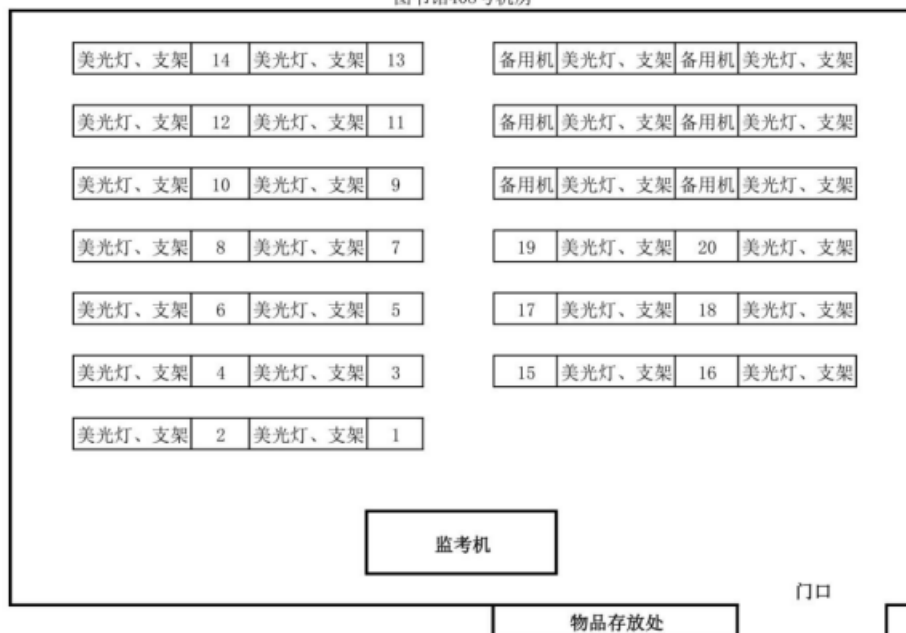 美光灯、支架 14 美光灯、支架 13 备用机 美光灯、支架 备用机 美光灯、支架
美光灯、支架 12 美光灯、支架 11 备用机 美光灯、支架 备用机 美光灯、支架
美光灯、支架 10 美光灯、支架 9 备用机 美光灯、支架 备用机 美光灯、支架
美光灯、支架 8 美光灯、支架 7 19 美光灯、支架 20 美光灯、支架
美光灯、支架 6 美光灯、支架 5 17 美光灯、支架 18 美光灯、支架
美光灯、支架 4 美光灯、支架 3 15 美光灯、支架 16 美光灯、支架
美光灯、支架 2 美光灯、支架 1
监考机
门口
物品存放处